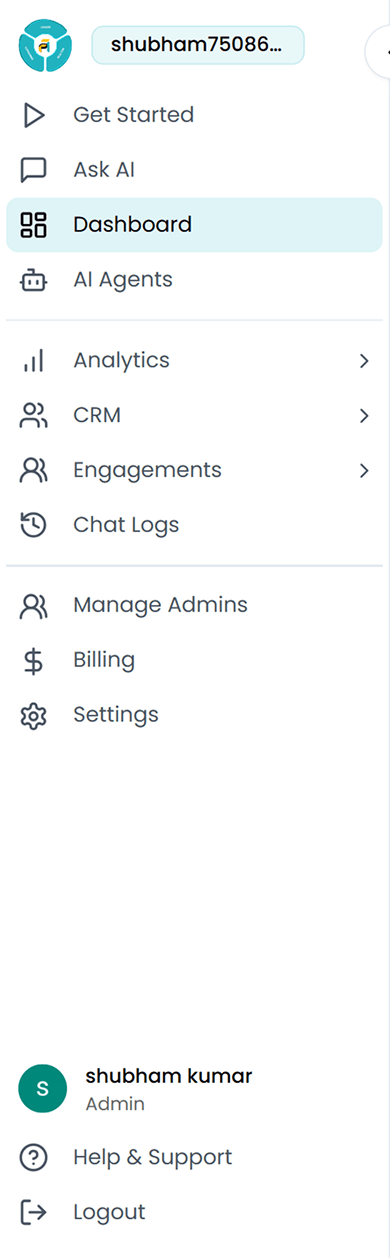 shubham75086...
Get Started
Ask AI
Dashboard
AI Agents
Analytics
CRM
Engagements
Chat Logs
Manage Admins
Billing
Settings
S
shubham kumar
Admin
Help & Support
Logout